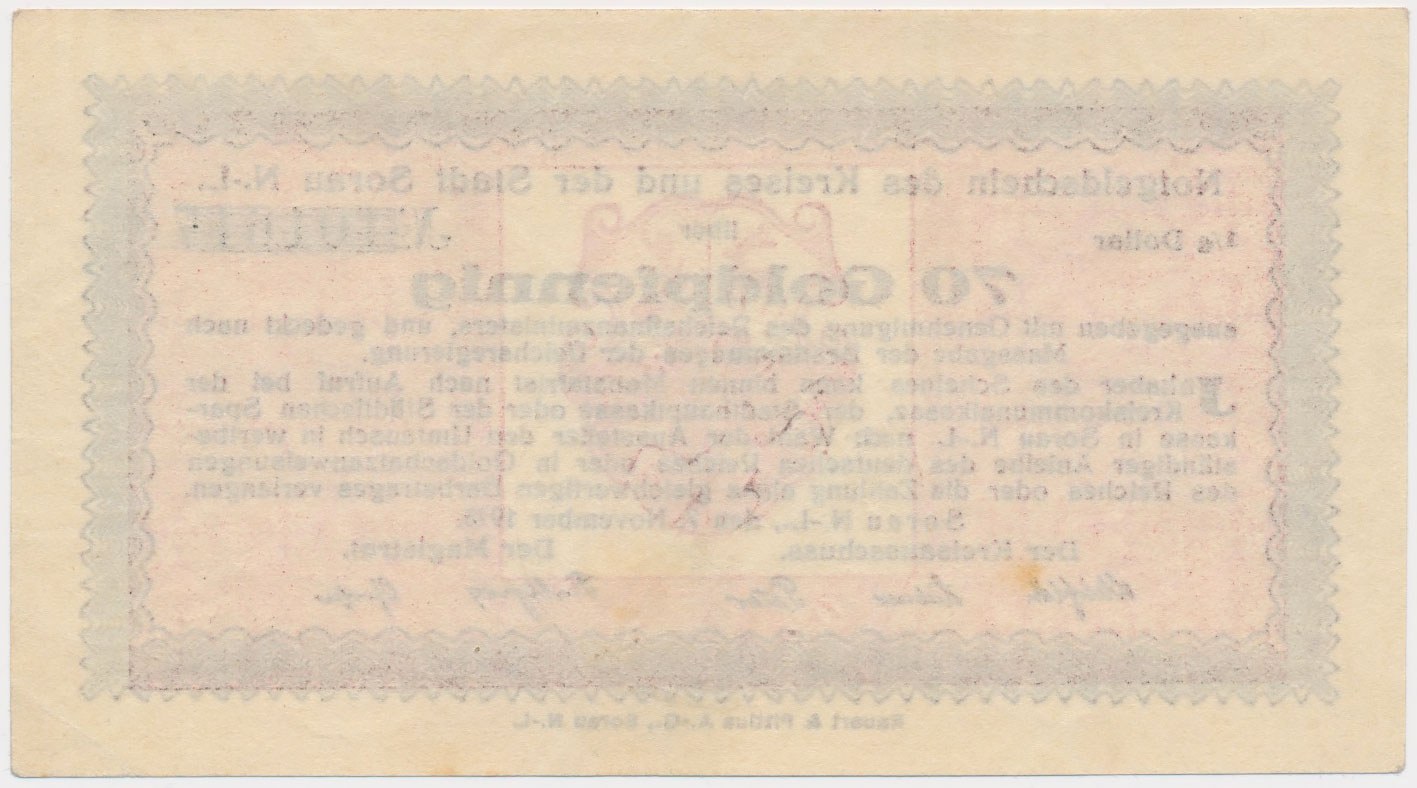 Notgeldschein des Kreises und der Stadt Sorau N.-L.
über
1/6 Dollar
70 Goldpfennig
ausgegeben mit Genehmigung des Reichsfinanzministers, und gedeckt nach
Massgabe der Bestimmungen der Reichsregierung.
Inhaber des Scheines kann binnen Monatsfrist nach Aufruf bei der
Kreiskommunalkasse, der Stadthauptkasse oder der Städtischen Spar-
kasse in Sorau N.-L. nach Wahl der Aussteller den Umtausch in wertbe-
ständiger Anleihe des deutschen Reiches oder in Goldschatzanweisungen
des Reiches oder die Zahlung eines gleichwertigen Barbetrages verlangen.
Sorau N.-L., den 7. November
Der Kreisausschuss. Der Magistrat.
Rauert & Pittius A.-G., Sorau N.-L.